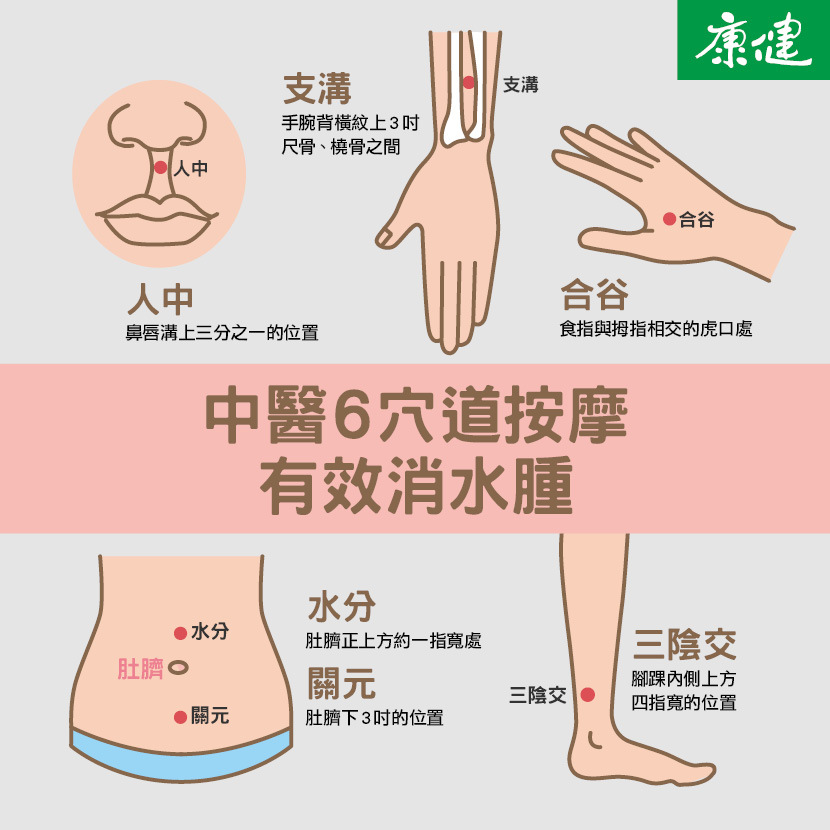 康健
支溝
手腕背橫紋上3吋
尺骨、橈骨之間
支溝
人中
合谷
人中
鼻唇溝上三分之一的位置
合谷
食指與拇指相交的虎口處
中醫6穴道按摩
有效消水腫
水分
肚臍
關元
水分
肚臍正上方約一指寬處
關元
肚臍下3吋的位置
三陰交
三陰交
腳踝內側上方
四指寬的位置